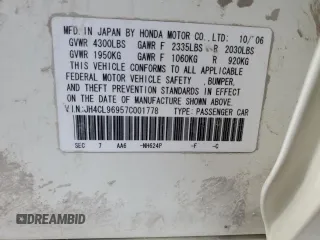 MFD. IN JAPAN BY HONDA MOTOR CO., LTD. 10/06
GVWR 4300LBS GAWR F 2335LBS R 2030LBS
GVWR 1950KG GAWR F 1060KG R 920KG
THIS VEHICLE CONFORMS TO ALL APPLICABLE
FEDERAL MOTOR VEHICLE SAFETY, BUMPER,
AND THEFT PREVENTION STANDARDS IN EFFECT
ON THE DATE OF MANUFACTURE SHOWN ABOVE.
V.I.N: JH4CL96957C001778 TYPE: PASSENGER CAR
SEC 7 AA6 -NH624P -F -G
DREAMBID